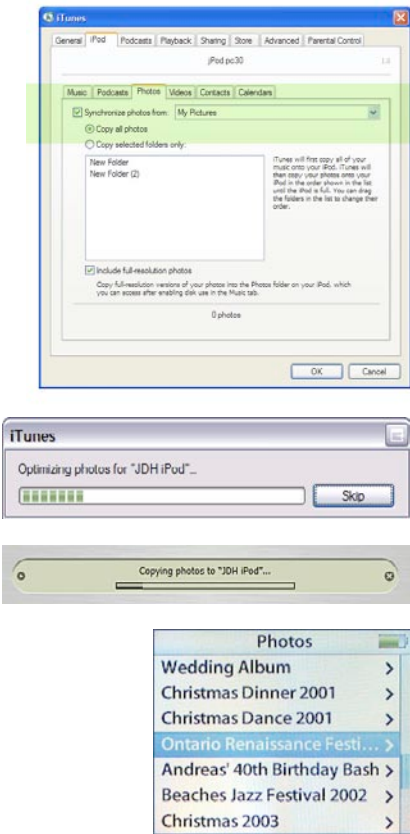 iTunes
General iPod Podcasts Playback Sharing Store Advanced Parental Control
jPod pc30
Music Podcasts Photos Videos Contacts Calendars
Synchronize photos from: My Pictures
Copy all photos
Copy selected folders only:
New Folder
New Folder (2)
iTunes will first copy all of your
music onto your iPod. iTunes will
then copy your photos onto your
iPod in the order shown in the list
until the iPod is full. You can drag
the folders in the list to change their
order.
Include full-resolution photos
Copy full-resolution versions of your photos into the Photos folder on your iPod, which
you can access after enabling disk use in the Music tab.
0 photos
OK Cancel
iTunes
Optimizing photos for "JDH iPod"...
Skip
Copying photos to "JDH iPod"...
Photos
Wedding Album
Christmas Dinner 2001
Christmas Dance 2001
Ontario Renaissance Festi...
Andreas' 40th Birthday Bash
Beaches Jazz Festival 2002
Christmas 2003